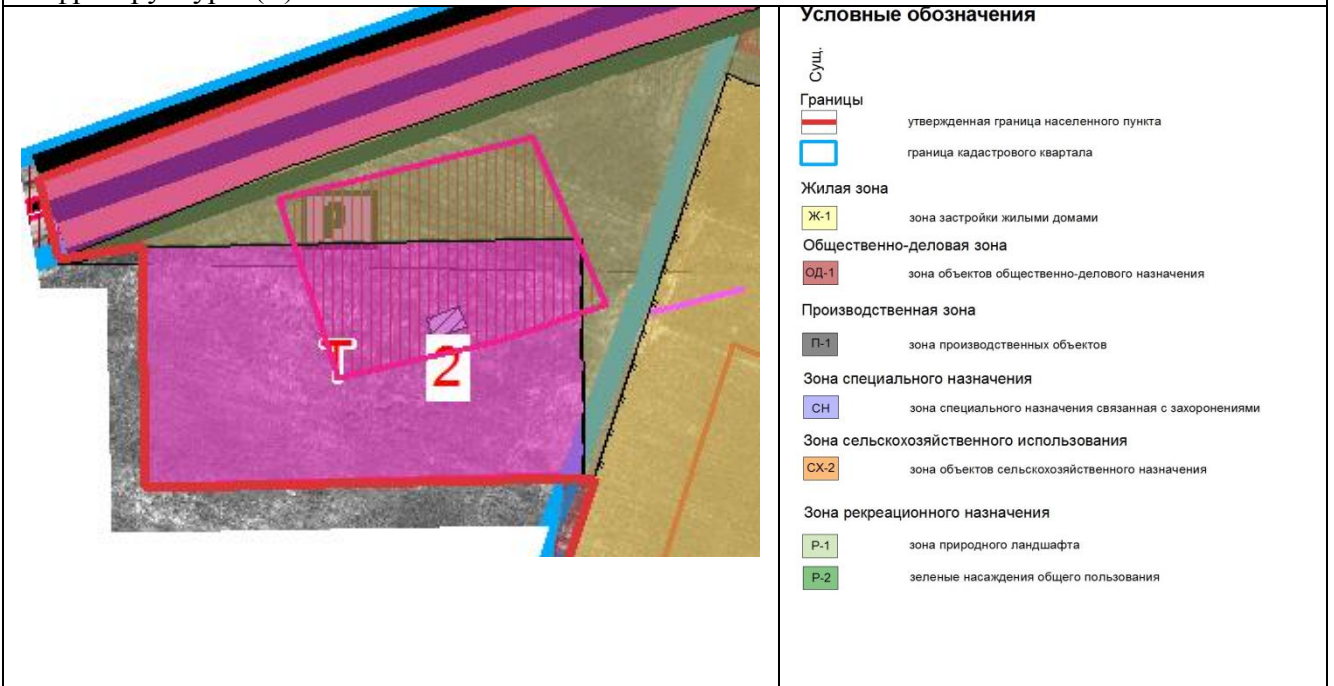 Условные обозначения
Сущ.
Границы
утвержденная граница населенного пункта
граница кадастрового квартала
Жилая зона
Ж-1 зона застройки жилыми домами
Общественно-деловая зона
ОД-1 зона объектов общественно-делового назначения
Производственная зона
П-1 зона производственных объектов
Зона специального назначения
СН зона специального назначения связанная с захоронениями
Зона сельскохозяйственного использования
СХ-2 зона объектов сельскохозяйственного назначения
Зона рекреационного назначения
Р-1 зона природного ландшафта
Р-2 зеленые насаждения общего пользования
Т
2